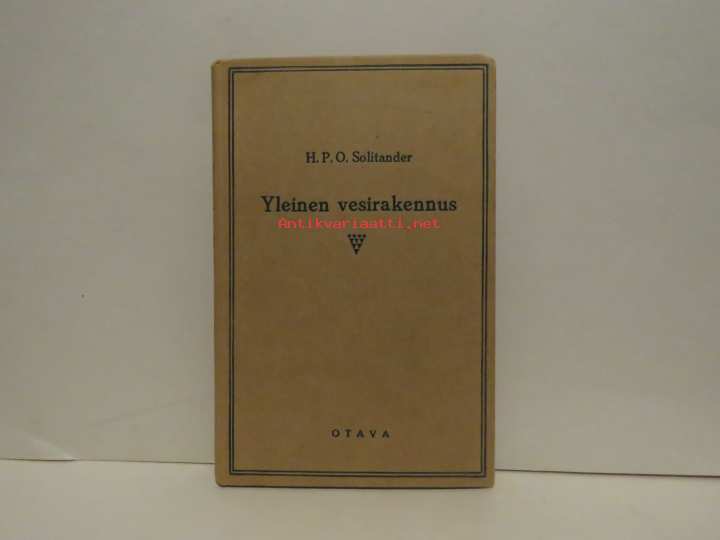 H. P. O. Solitander
Yleinen vesirakennus
Antikvariaatti.net
OTAVA